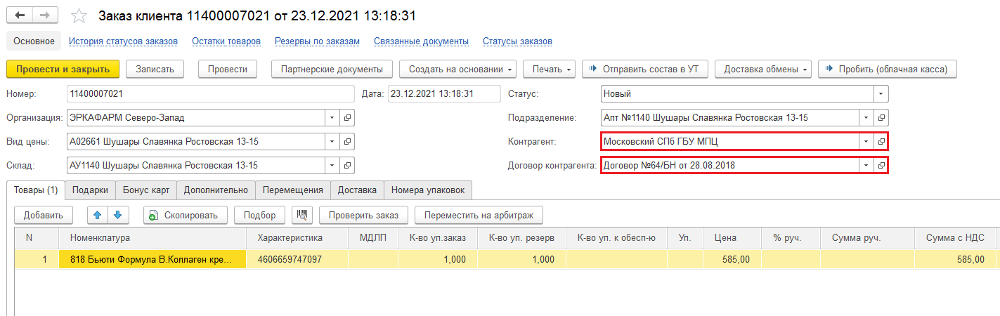 Заказ клиента 11400007021 от 23.12.2021 13:18:31
Основное История статусов заказов Остатки товаров Резервы по заказам Связанные документы Статусы заказов
Провести и закрыть Записать Провести Партнерские документы Создать на основании Печать Отправить состав в УТ Доставка обмены Пробить (облачная касса)
Номер: 11400007021 Дата: 23.12.2021 13:18:31 Статус: Новый
Организация: ЭРКАФАРМ Северо-Запад Подразделение: Апт №1140 Шушары Славянка Ростовская 13-15
Вид цены: А02661 Шушары Славянка Ростовская 13-15 Контрагент: Московский СПб ГБУ МПЦ
Склад: АУ1140 Шушары Славянка Ростовская 13-15 Договор контрагента: Договор №64/БН от 28.08.2018
Товары (1) Подарки Бонус карт Дополнительно Перемещения Доставка Номера упаковок
Добавить Скопировать Подбор Проверить заказ Переместить на арбитраж
N Номенклатура Характеристика МДЛП К-во уп.заказ К-во уп. резерв К-во уп. к обесп-ю Уп. Цена % руч. Сумма руч. Сумма с НДС
1 818 Бьюти Формула В.Коллаген кре... 4606659747097 1,000 1,000 585,00 585,00